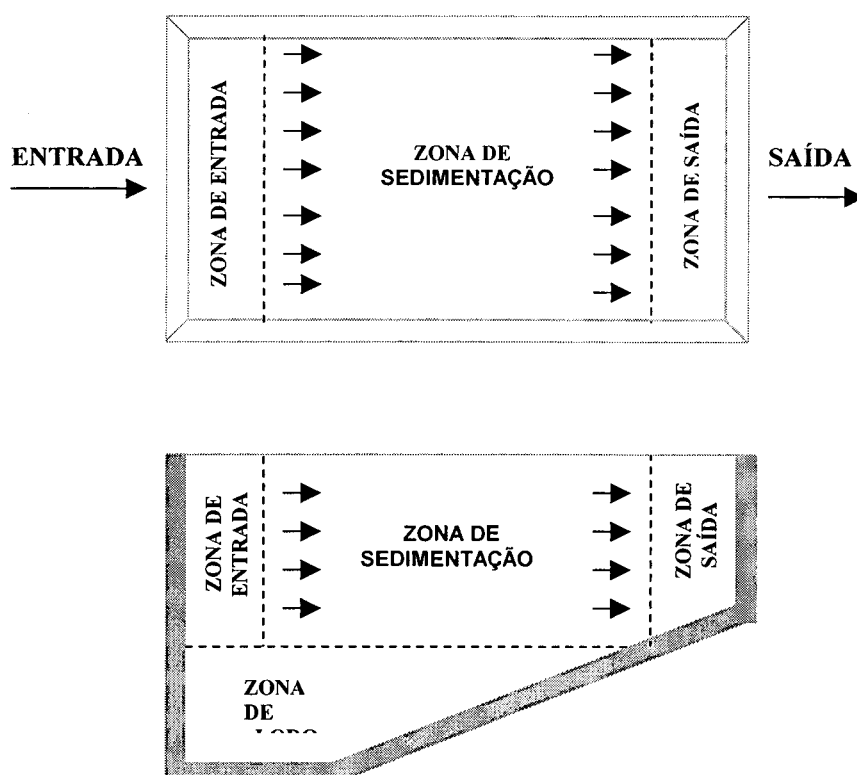 ENTRADA
ZONA DE ENTRADA
ZONA DE
SEDIMENTAÇÃO
ZONA DE SAÍDA
SAÍDA
ZONA DE
ENTRADA
ZONA DE
SEDIMENTAÇÃO
ZONA DE
SAÍDA
ZONA
DE